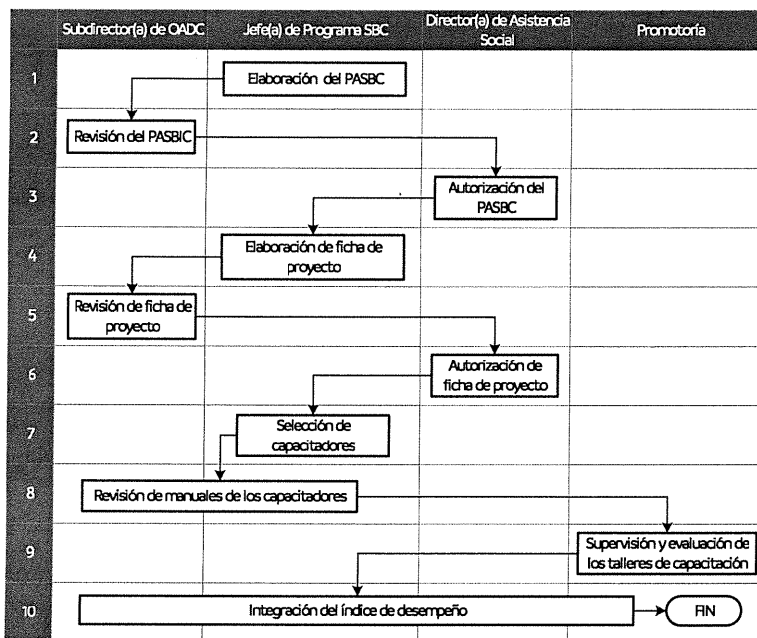 Subdirector(a) de OADC
Jefe(a) de Programa SBC
Director(a) de Asistencia
Social
Promotoría
1
Elaboración del PASBC
2
Revisión del PASBIC
3
Autorización del
PASBC
4
Elaboración de ficha de
proyecto
5
Revisión de ficha de
proyecto
6
Autorización de
ficha de proyecto
7
Selección de
capacitadores
8
Revisión de manuales de los capacitadores
9
Supervisión y evaluación de
los talleres de capacitación
10
Integración del índice de desempeño
FIN